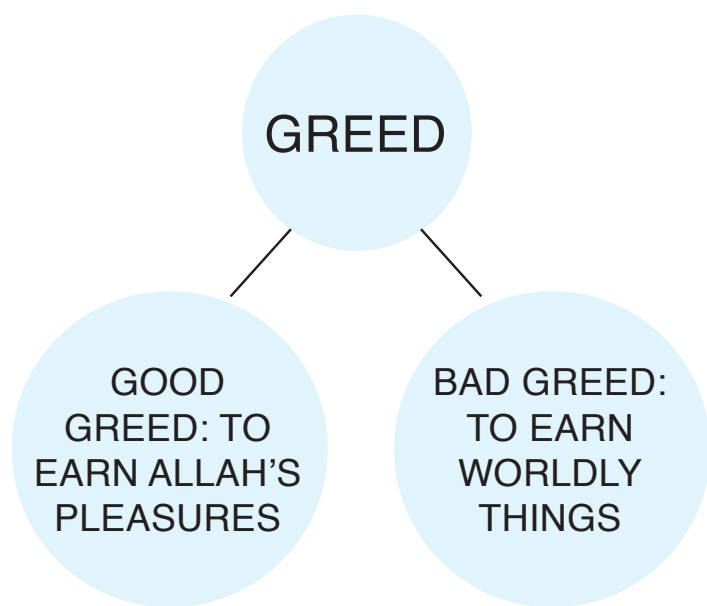 GREED
GOOD
GREED: TO
EARN ALLAH’S
PLEASURES
BAD GREED:
TO EARN
WORLDLY
THINGS